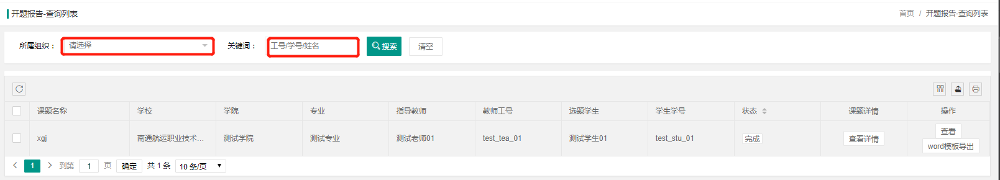 开题报告-查询列表
首页 / 开题报告-查询列表
所属组织： 请选择 关键词： 工号/学号/姓名 搜索 清空
课题名称 学校 学院 专业 指导教师 教师工号 选题学生 学生学号 状态 课题详情 操作
xgj 南通航运职业技术... 测试学院 测试专业 测试老师01 test_tea_01 测试学生01 test_stu_01 完成 查看详情 查看
word模板导出
1 到第 1 页 确定 共 1 条 10 条/页